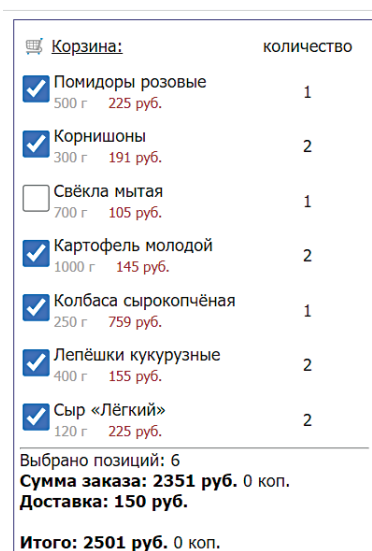 Корзина: количество
Помидоры розовые
500 г 225 руб. 1
Корнишоны
300 г 191 руб. 2
Свёкла мытая
700 г 105 руб. 1
Картофель молодой
1000 г 145 руб. 2
Колбаса сырокопчёная
250 г 759 руб. 1
Лепёшки кукурузные
400 г 155 руб. 2
Сыр «Лёгкий»
120 г 225 руб. 2
Выбрано позиций: 6
Сумма заказа: 2351 руб. 0 коп.
Доставка: 150 руб.
Итого: 2501 руб. 0 коп.